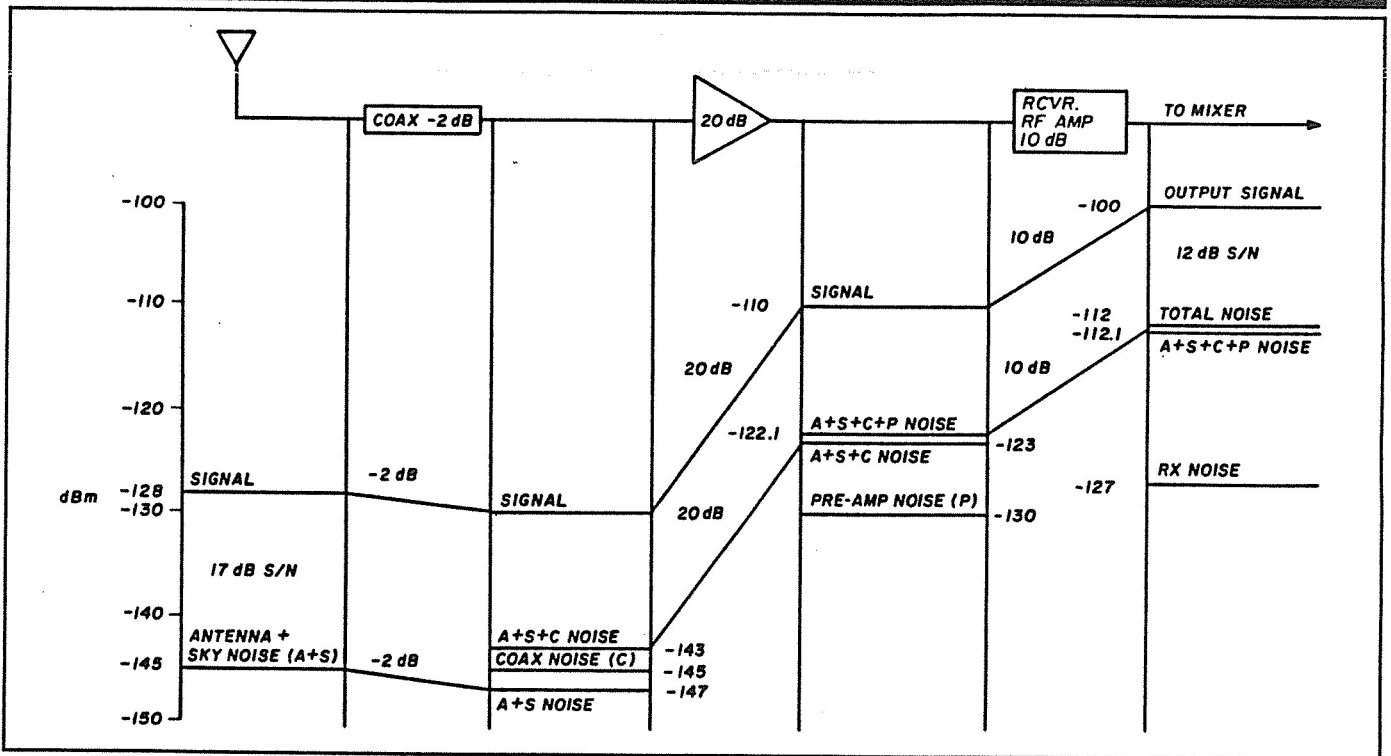 COAX -2 dB
20 dB
RCVR.
RF AMP
10 dB
TO MIXER
-100
-110
-120
dBm
-128
-130
-140
-145
-150
SIGNAL
17 dB S/N
ANTENNA +
SKY NOISE (A+S)
-2 dB
-2 dB
SIGNAL
A+S+C NOISE
COAX NOISE (C)
A+S NOISE
-143
-145
-147
20 dB
20 dB
-110
-122.1
SIGNAL
A+S+C+P NOISE
A+S+C NOISE
PRE-AMP NOISE (P)
-123
-130
10 dB
10 dB
-100
-112
-112.1
-127
OUTPUT SIGNAL
12 dB S/N
TOTAL NOISE
A+S+C+P NOISE
RX NOISE